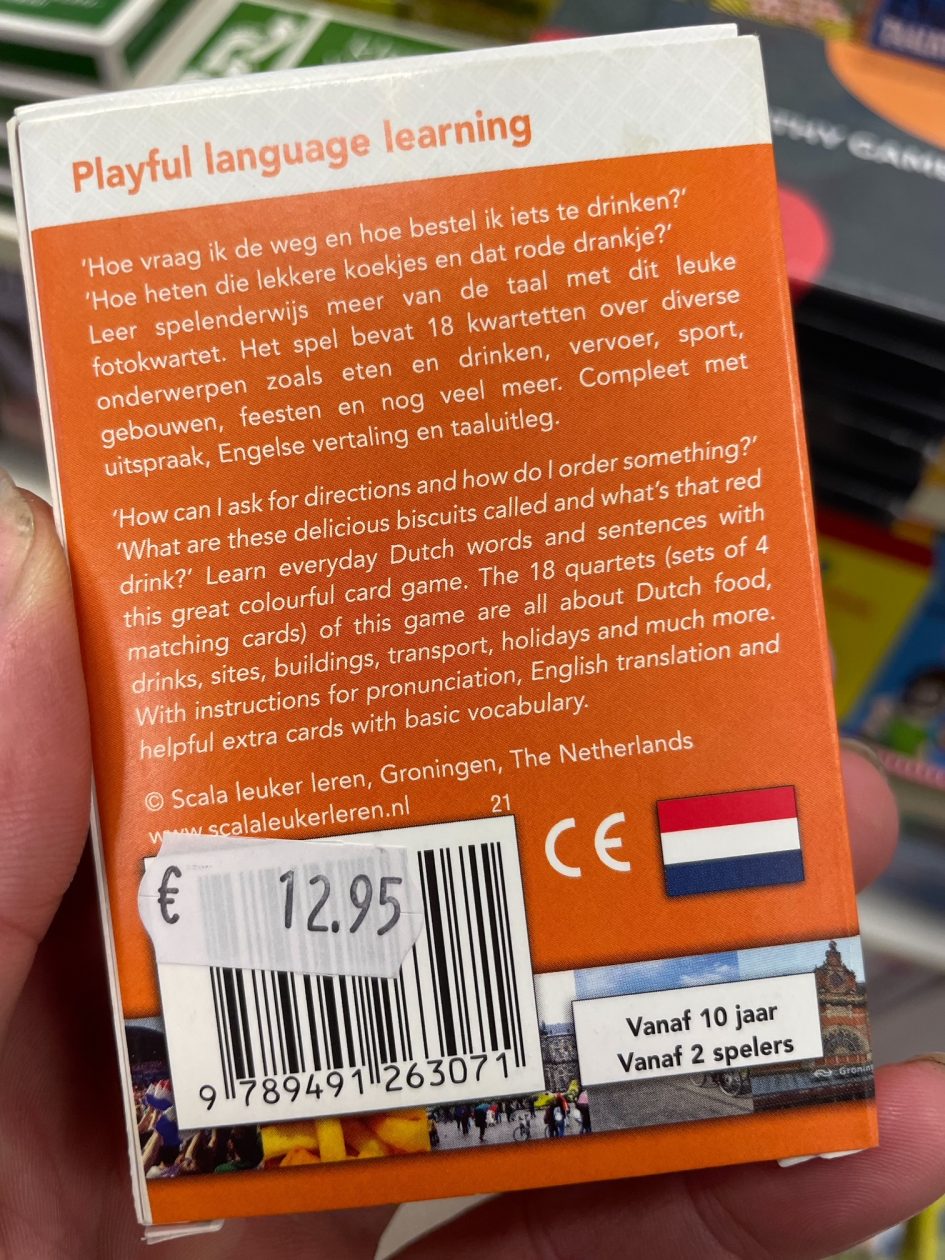 Playful language learning
'Hoe vraag ik de weg en hoe bestel ik iets te drinken?'
'Hoe heten die lekkere koekjes en dat rode drankje?'
Leer spelenderwijs meer van de taal met dit leuke
fotokwartet. Het spel bevat 18 kwartetten over diverse
onderwerpen zoals eten en drinken, vervoer, sport,
gebouwen, feesten en nog veel meer. Compleet met
uitspraak, Engelse vertaling en taaluitleg.
'How can I ask for directions and how do I order something?'
'What are these delicious biscuits called and what's that red
drink?' Learn everyday Dutch words and sentences with
this great colourful card game. The 18 quartets (sets of 4
matching cards) of this game are all about Dutch food,
drinks, sites, buildings, transport, holidays and much more.
With instructions for pronunciation, English translation and
helpful extra cards with basic vocabulary.
© Scala leuker leren, Groningen, The Netherlands
www.scalaleukerleren.nl
21
CE
€ 12.95
9 789491 263071
Vanaf 10 jaar
Vanaf 2 spelers